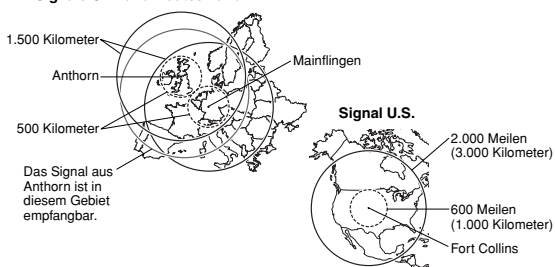 1.500 Kilometer
Anthorn
500 Kilometer
Das Signal aus
Anthorn ist in
diesem Gebiet
empfangbar.
Mainflingen
Signal U.S.
2.000 Meilen
(3.000 Kilometer)
600 Meilen
(1.000 Kilometer)
Fort Collins